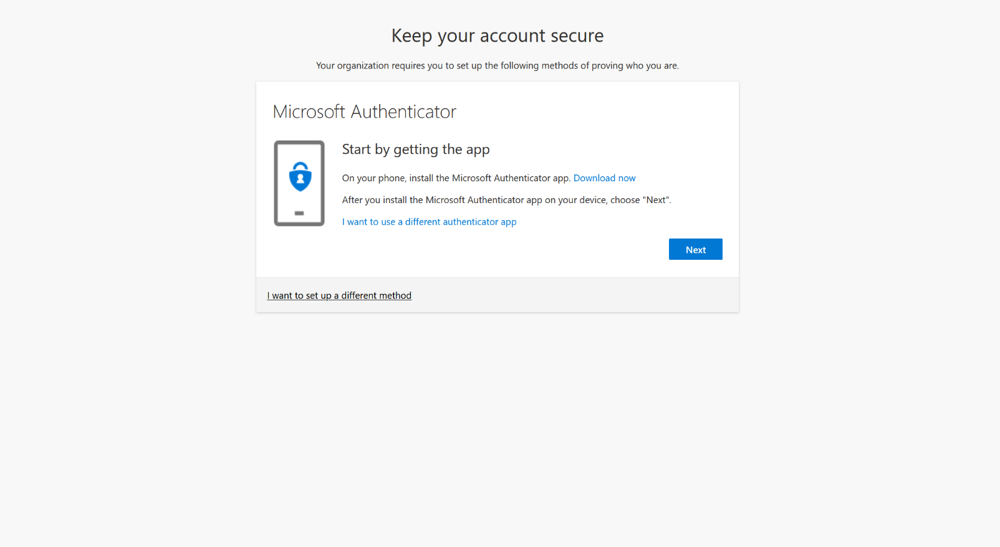 Keep your account secure
Your organization requires you to set up the following methods of proving who you are.
Microsoft Authenticator
Start by getting the app
On your phone, install the Microsoft Authenticator app. Download now
After you install the Microsoft Authenticator app on your device, choose "Next".
I want to use a different authenticator app
Next
I want to set up a different method